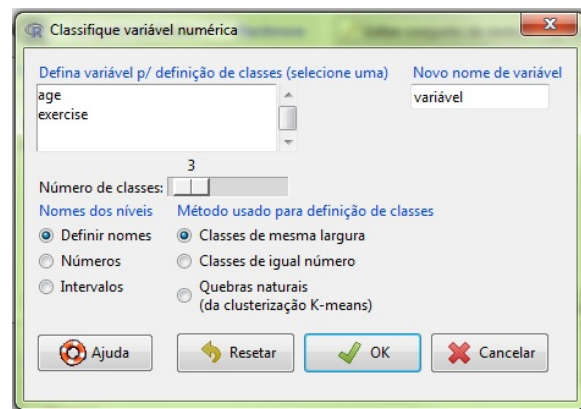 Classifique variável numérica
Defina variável p/ definição de classes (selecione uma)
Novo nome de variável
age
exercise
variável
3
Número de classes:
Nomes dos níveis
Método usado para definição de classes
Definir nomes
Classes de mesma largura
Números
Classes de igual número
Intervalos
Quebras naturais
(da clusterização K-means)
Ajuda
Resetar
OK
Cancelar